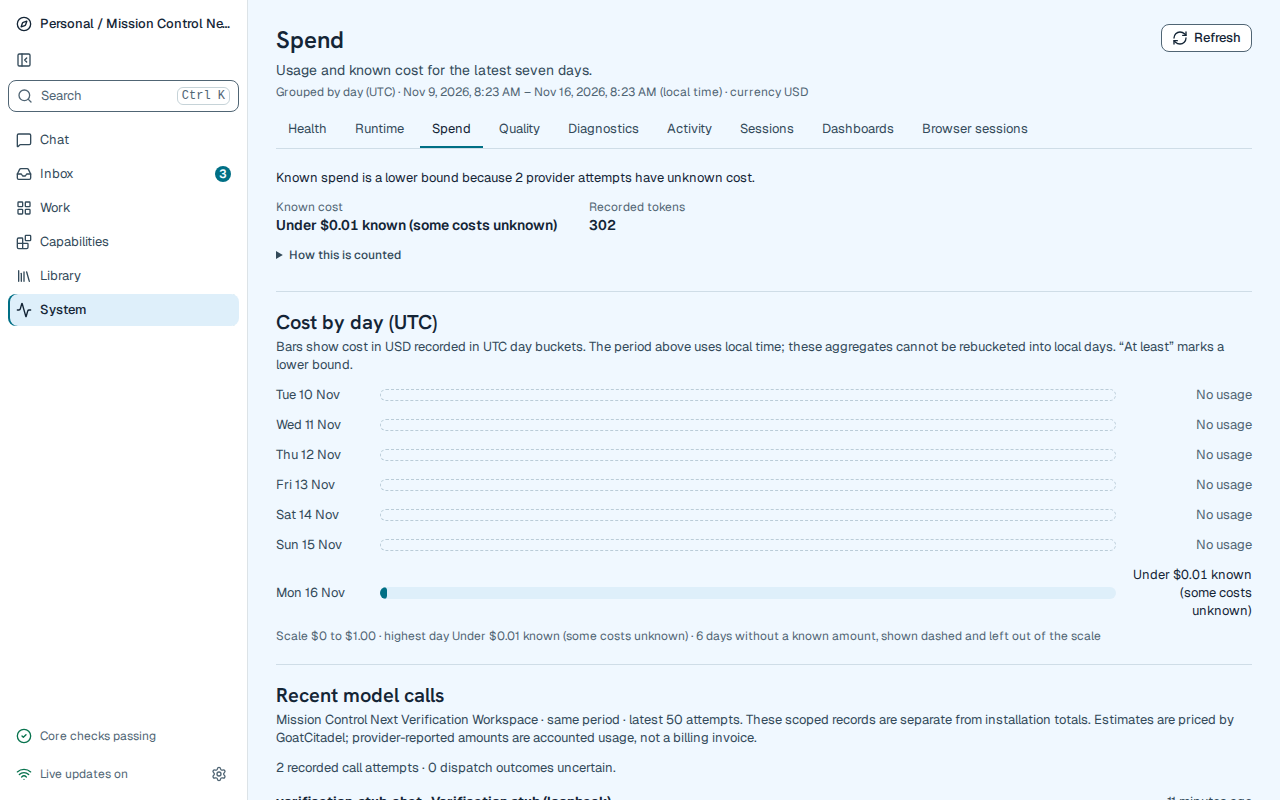 Personal / Mission Control Ne...
Search Ctrl K
Chat
Inbox 3
Work
Capabilities
Library
System
Core checks passing
Live updates on
Spend
Refresh
Usage and known cost for the latest seven days.
Grouped by day (UTC) · Nov 9, 2026, 8:23 AM – Nov 16, 2026, 8:23 AM (local time) · currency USD
Health Runtime Spend Quality Diagnostics Activity Sessions Dashboards Browser sessions
Known spend is a lower bound because 2 provider attempts have unknown cost.
Known cost Recorded tokens
Under $0.01 known (some costs unknown) 302
How this is counted
Cost by day (UTC)
Bars show cost in USD recorded in UTC day buckets. The period above uses local time; these aggregates cannot be rebucketed into local days. “At least” marks a
lower bound.
Tue 10 Nov No usage
Wed 11 Nov No usage
Thu 12 Nov No usage
Fri 13 Nov No usage
Sat 14 Nov No usage
Sun 15 Nov No usage
Mon 16 Nov Under $0.01 known
(some costs
unknown)
Scale $0 to $1.00 · highest day Under $0.01 known (some costs unknown) · 6 days without a known amount, shown dashed and left out of the scale
Recent model calls
Mission Control Next Verification Workspace · same period · latest 50 attempts. These scoped records are separate from installation totals. Estimates are priced by
GoatCitadel; provider-reported amounts are accounted usage, not a billing invoice.
2 recorded call attempts · 0 dispatch outcomes uncertain.